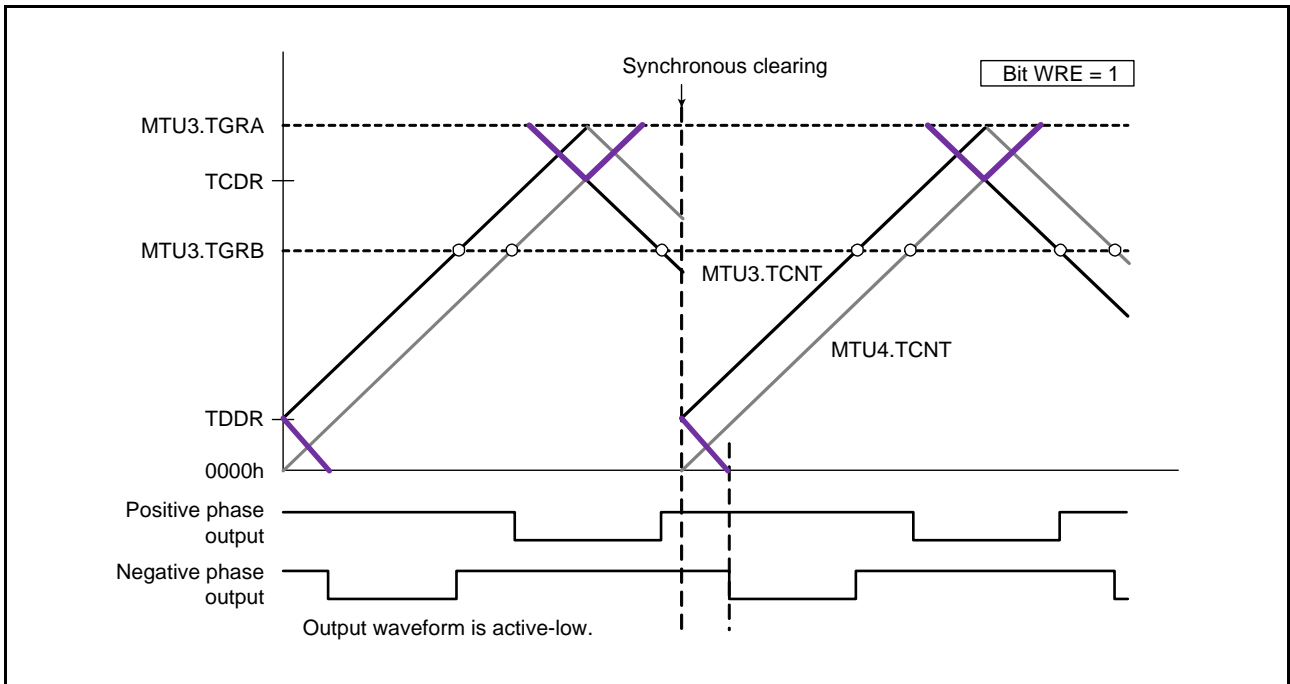 Synchronous clearing
Bit WRE = 1
MTU3.TGRA
TCDR
MTU3.TGRB
MTU3.TCNT
MTU4.TCNT
TDDR
0000h
Positive phase
output
Negative phase
output
Output waveform is active-low.